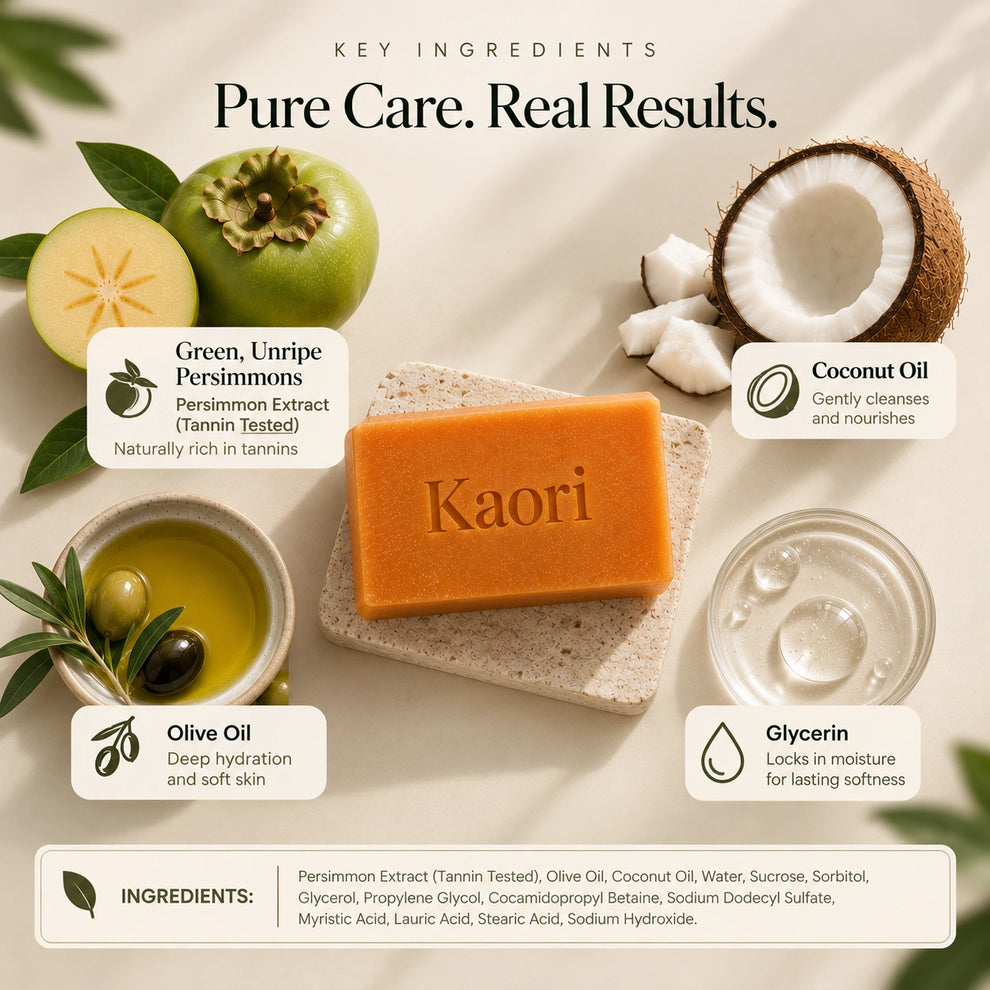 KEY INGREDIENTS
Pure Care. Real Results.
Green, Unripe
Persimmons
Persimmon Extract
(Tannin Tested)
Naturally rich in tannins
Coconut Oil
Gently cleanses
and nourishes
Kaori
Olive Oil
Deep hydration
and soft skin
Glycerin
Locks in moisture
for lasting softness
INGREDIENTS:
Persimmon Extract (Tannin Tested), Olive Oil, Coconut Oil, Water, Sucrose, Sorbitol,
Glycerol, Propylene Glycol, Cocamidopropyl Betaine, Sodium Dodecyl Sulfate,
Myristic Acid, Lauric Acid, Stearic Acid, Sodium Hydroxide.